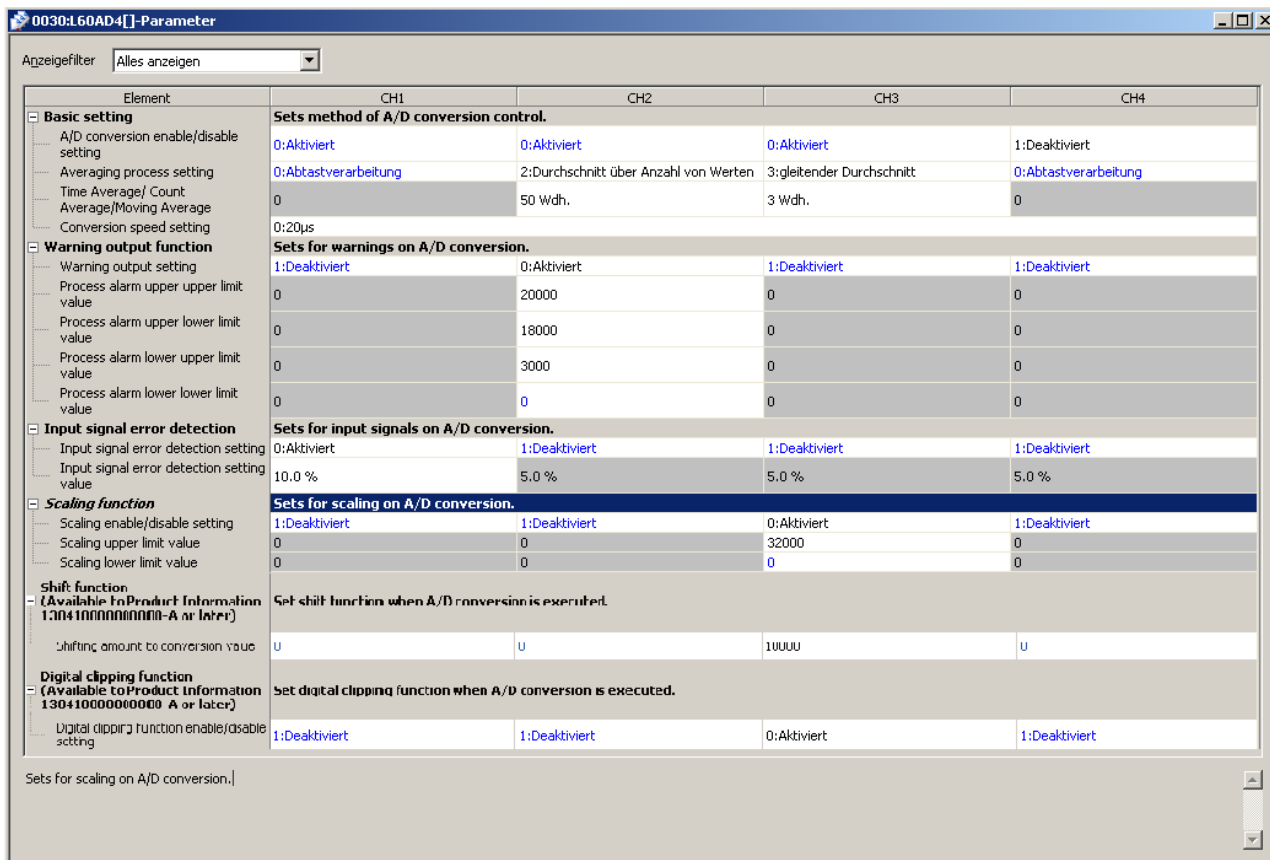 0030:L60AD4[]-Parameter
Anzeigefilter Alles anzeigen
Element CH1 CH2 CH3 CH4
Basic setting Sets method of A/D conversion control.
A/D conversion enable/disable
setting 0:Aktiviert 0:Aktiviert 0:Aktiviert 1:Deaktiviert
Averaging process setting 0:Abtastverarbeitung 2:Durchschnitt über Anzahl von Werten 3:gleitender Durchschnitt 0:Abtastverarbeitung
Time Average/ Count
Average/Moving Average 0 50 Wdh. 3 Wdh. 0
Conversion speed setting 0:20µs
Warning output function Sets for warnings on A/D conversion.
Warning output setting 1:Deaktiviert 0:Aktiviert 1:Deaktiviert 1:Deaktiviert
Process alarm upper upper limit
value 0 20000 0 0
Process alarm upper lower limit
value 0 18000 0 0
Process alarm lower upper limit
value 0 3000 0 0
Process alarm lower lower limit
value 0 0 0 0
Input signal error detection Sets for input signals on A/D conversion.
Input signal error detection setting 0:Aktiviert 1:Deaktiviert 1:Deaktiviert 1:Deaktiviert
Input signal error detection setting
value 10.0 % 5.0 % 5.0 % 5.0 %
Scaling function Sets for scaling on A/D conversion.
Scaling enable/disable setting 1:Deaktiviert 1:Deaktiviert 0:Aktiviert 1:Deaktiviert
Scaling upper limit value 0 0 32000 0
Scaling lower limit value 0 0 0 0
Shift function
(Available to Product Information
130410000000000-A or later) Set shift function when A/D conversion is executed.
Shifting amount to conversion value 0 0 10000 0
Digital clipping function
(Available to Product Information
130410000000000-A or later) Set digital clipping function when A/D conversion is executed.
Digital clipping function enable/disable
setting 1:Deaktiviert 1:Deaktiviert 0:Aktiviert 1:Deaktiviert
Sets for scaling on A/D conversion.